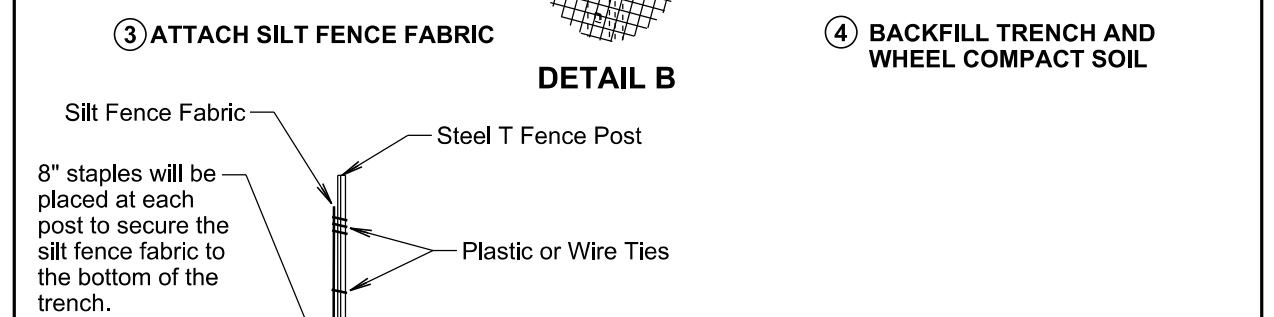 ③ ATTACH SILT FENCE FABRIC
④ BACKFILL TRENCH AND
WHEEL COMPACT SOIL
DETAIL B
Silt Fence Fabric
Steel T Fence Post
8" staples will be
placed at each
post to secure the
silt fence fabric to
the bottom of the
trench.
Plastic or Wire Ties